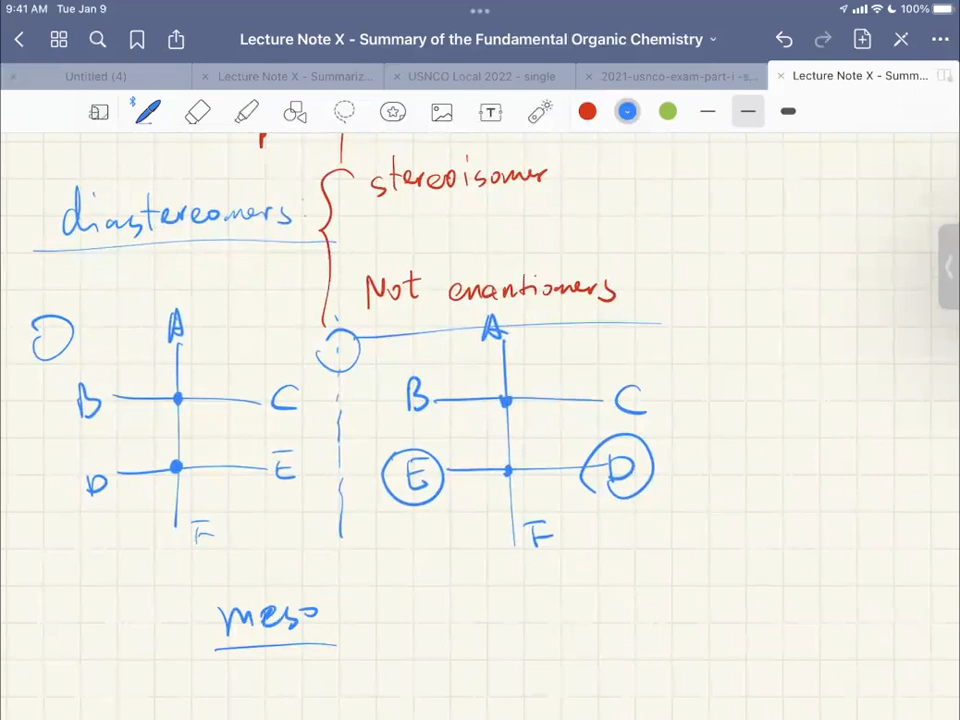 9:41 AM Tue Jan 9
100%
Lecture Note X - Summary of the Fundamental Organic Chemistry
Untitled (4)
Lecture Note X - Summariz...
USNCO Local 2022 - single
2021-usnco-exam-part-i -s...
Lecture Note X - Summ...
stereoisomer
diastereomers
Not enantiomers
A A
B C B C
D E E D
F F
meso